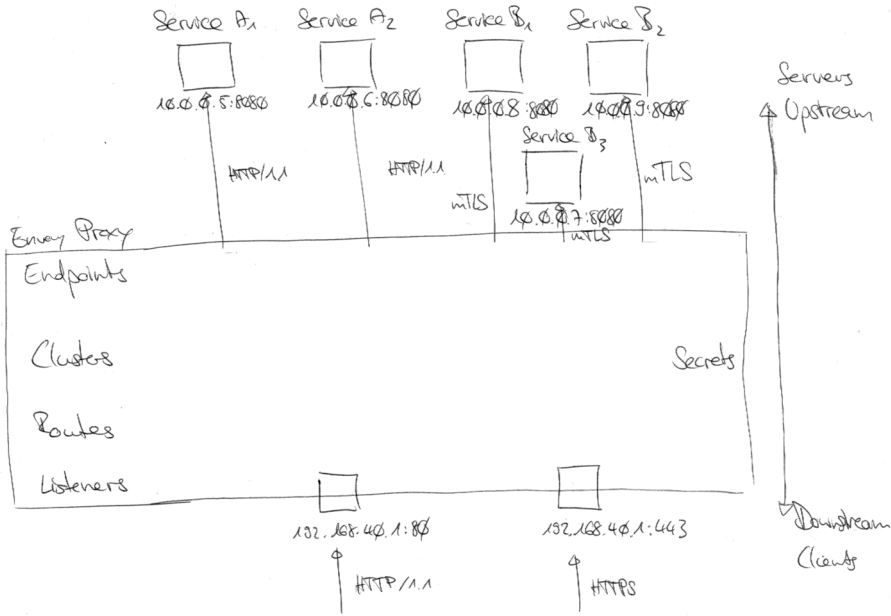 Service A1
Service A2
Service B1
Service B2
10.0.0.5:8080
10.0.0.6:8080
10.0.0.8:8080
10.0.0.9:8080
Servers
Upstream
Service B3
HTTP/1.1
HTTP/1.1
mTLS
mTLS
10.0.0.7:8080
mTLS
Envoy Proxy
Endpoints
Clusters
Secrets
Routes
Listeners
192.168.40.1:80
192.168.40.1:443
Downstream
Clients
HTTP/1.1
HTTPS